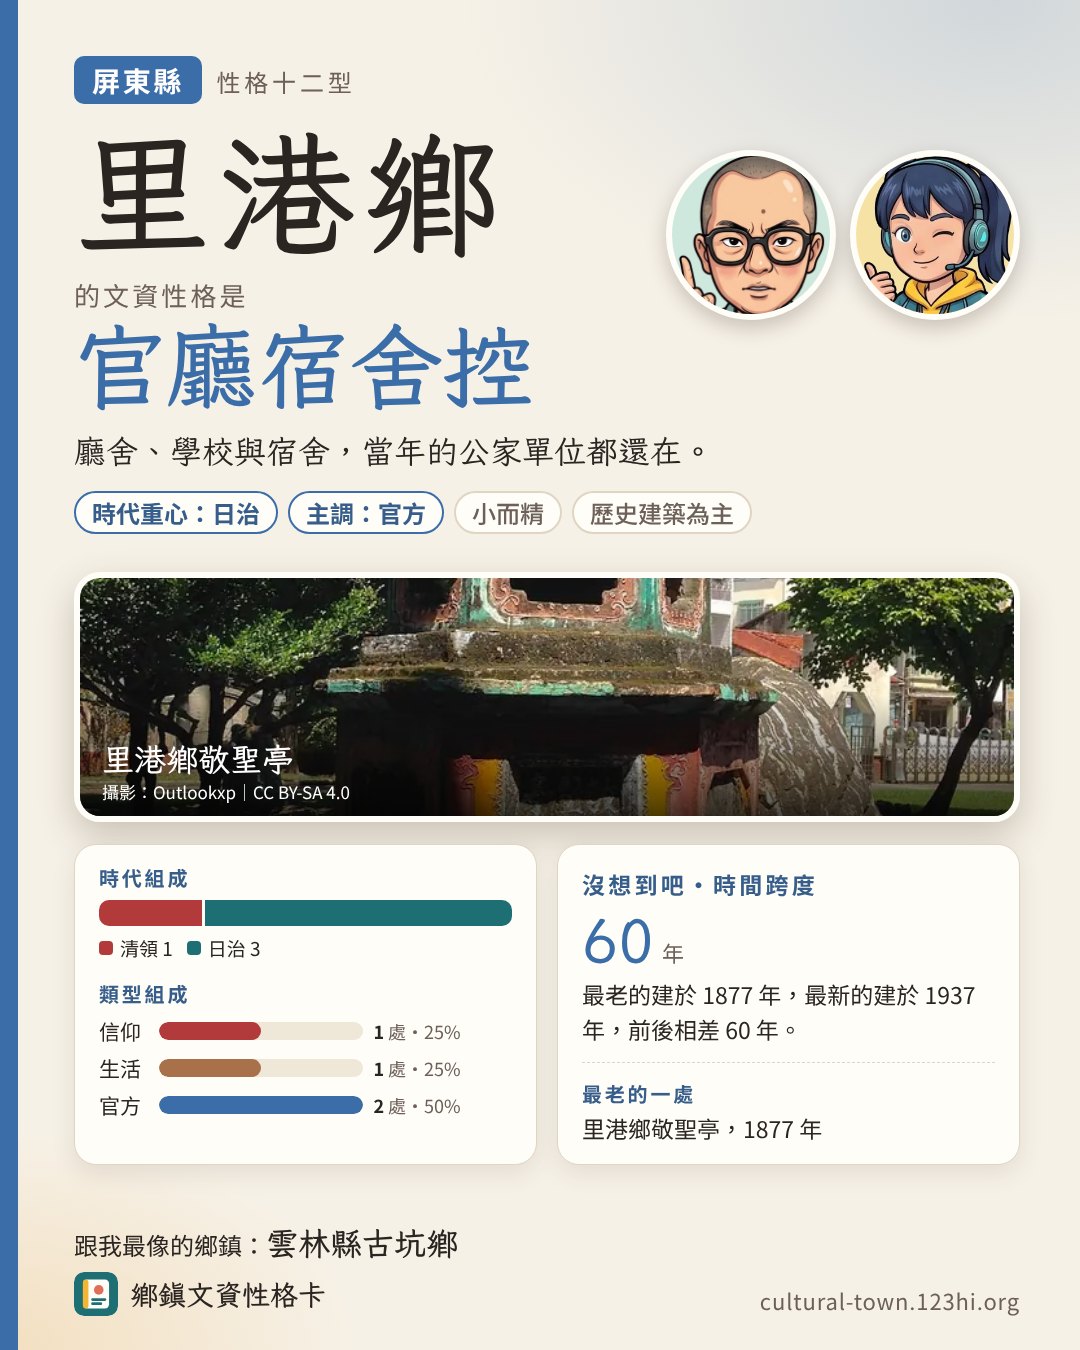 屏東縣 性格十二型
里港鄉
的文資性格是
官廳宿舍控
廳舍、學校與宿舍，當年的公家單位都還在。
時代重心：日治 主調：官方 小而精 歷史建築為主
里港鄉敬聖亭
攝影：Outlookxp｜CC BY-SA 4.0
時代組成
清領 1 日治 3
類型組成
信仰 1 處・25%
生活 1 處・25%
官方 2 處・50%
沒想到吧・時間跨度
60 年
最老的建於 1877 年，最新的建於 1937
年，前後相差 60 年。
最老的一處
里港鄉敬聖亭，1877 年
跟我最像的鄉鎮：雲林縣古坑鄉
鄉鎮文資性格卡
cultural-town.123hi.org